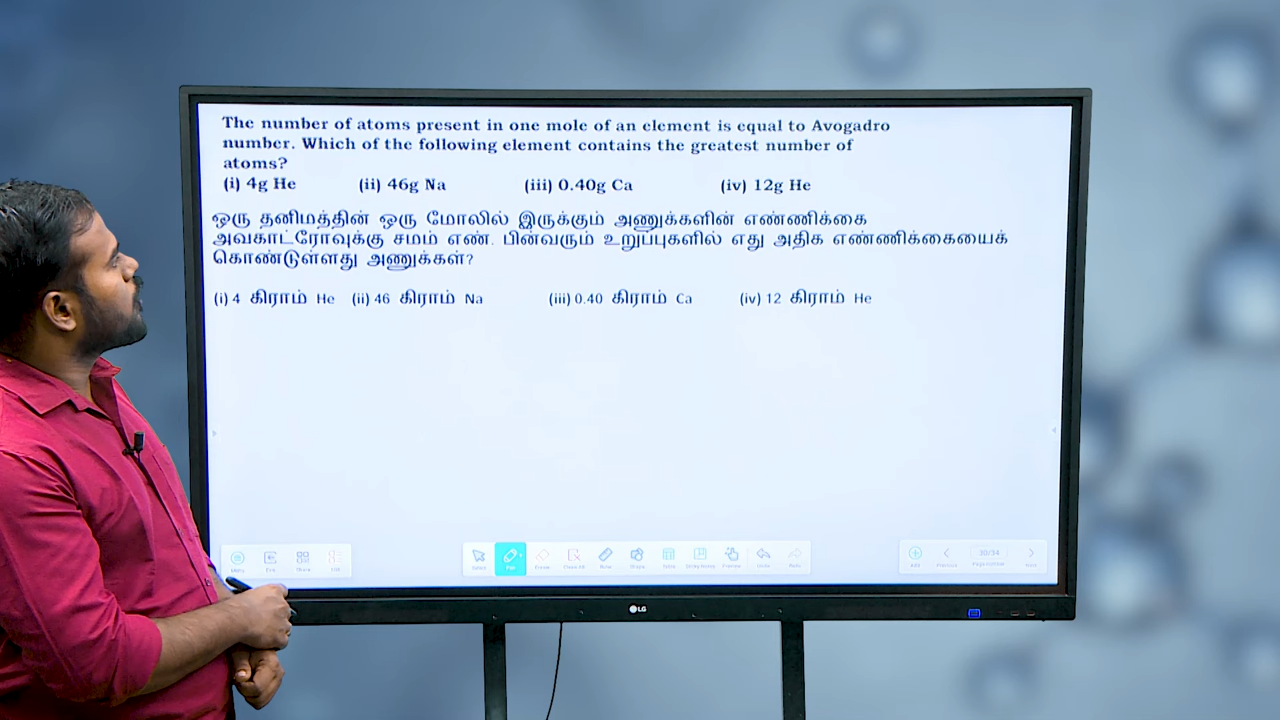 The number of atoms present in one mole of an element is equal to Avogadro
number. Which of the following element contains the greatest number of
atoms?
(i) 4g He (ii) 46g Na (iii) 0.40g Ca (iv) 12g He
ஒரு தனிமத்தின் ஒரு மோலில் இருக்கும் அணுக்களின் எண்ணிக்கை
அவகாட்ரோவுக்கு சமம் எண். பின்வரும் உறுப்புகளில் எது அதிக எண்ணிக்கையைக்
கொண்டுள்ளது அணுக்கள்?
(i) 4 கிராம் He (ii) 46 கிராம் Na (iii) 0.40 கிராம் Ca (iv) 12 கிராம் He
30/34
LG